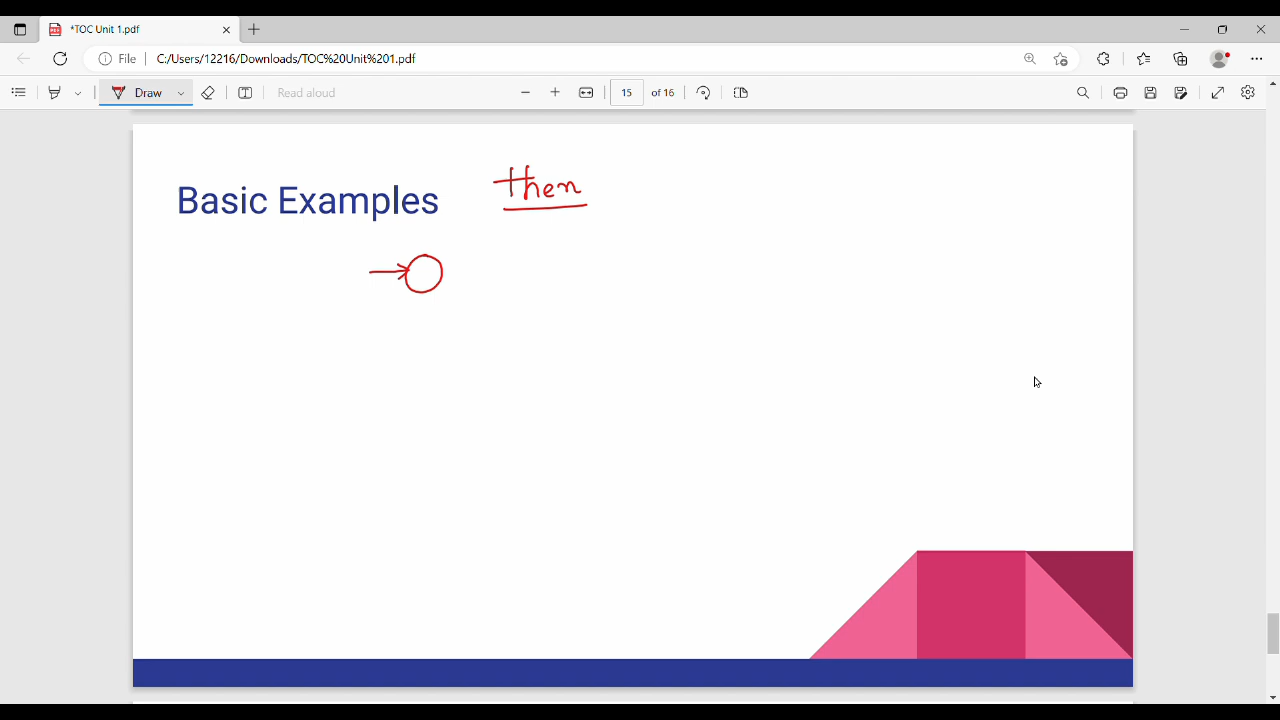 *TOC Unit 1.pdf
File C:/Users/12216/Downloads/TOC%20Unit%201.pdf
Draw Read aloud 15 of 16
Basic Examples then